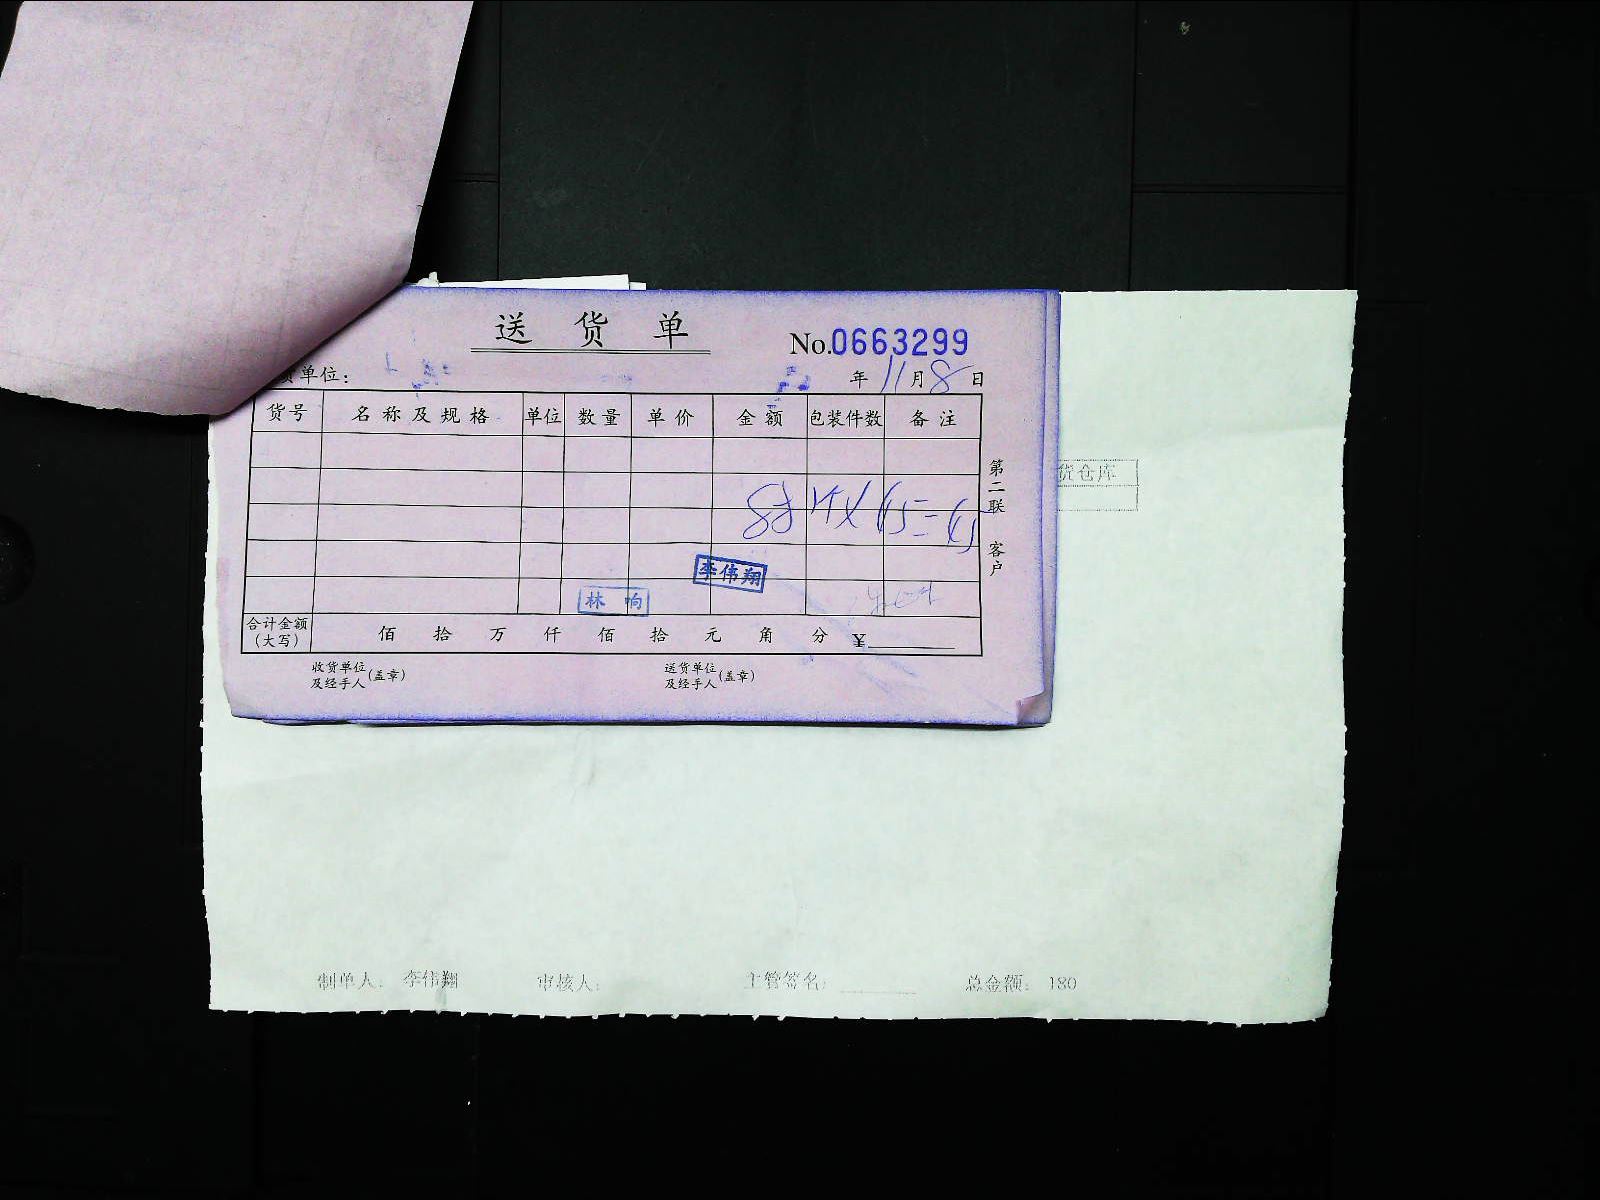 送货单
No.0663299
货单位： 年11月8日
货号 名称及规格 单位 数量 单价 金额 包装件数 备注
第二联 客户
货仓库
李伟翔
林响
合计金额（大写） 佰 拾 万 仟 佰 拾 元 角 分 ¥
收货单位及经手人（盖章） 送货单位及经手人（盖章）
制单人： 李伟翔 审核人： 主管签名： 总金额： 180